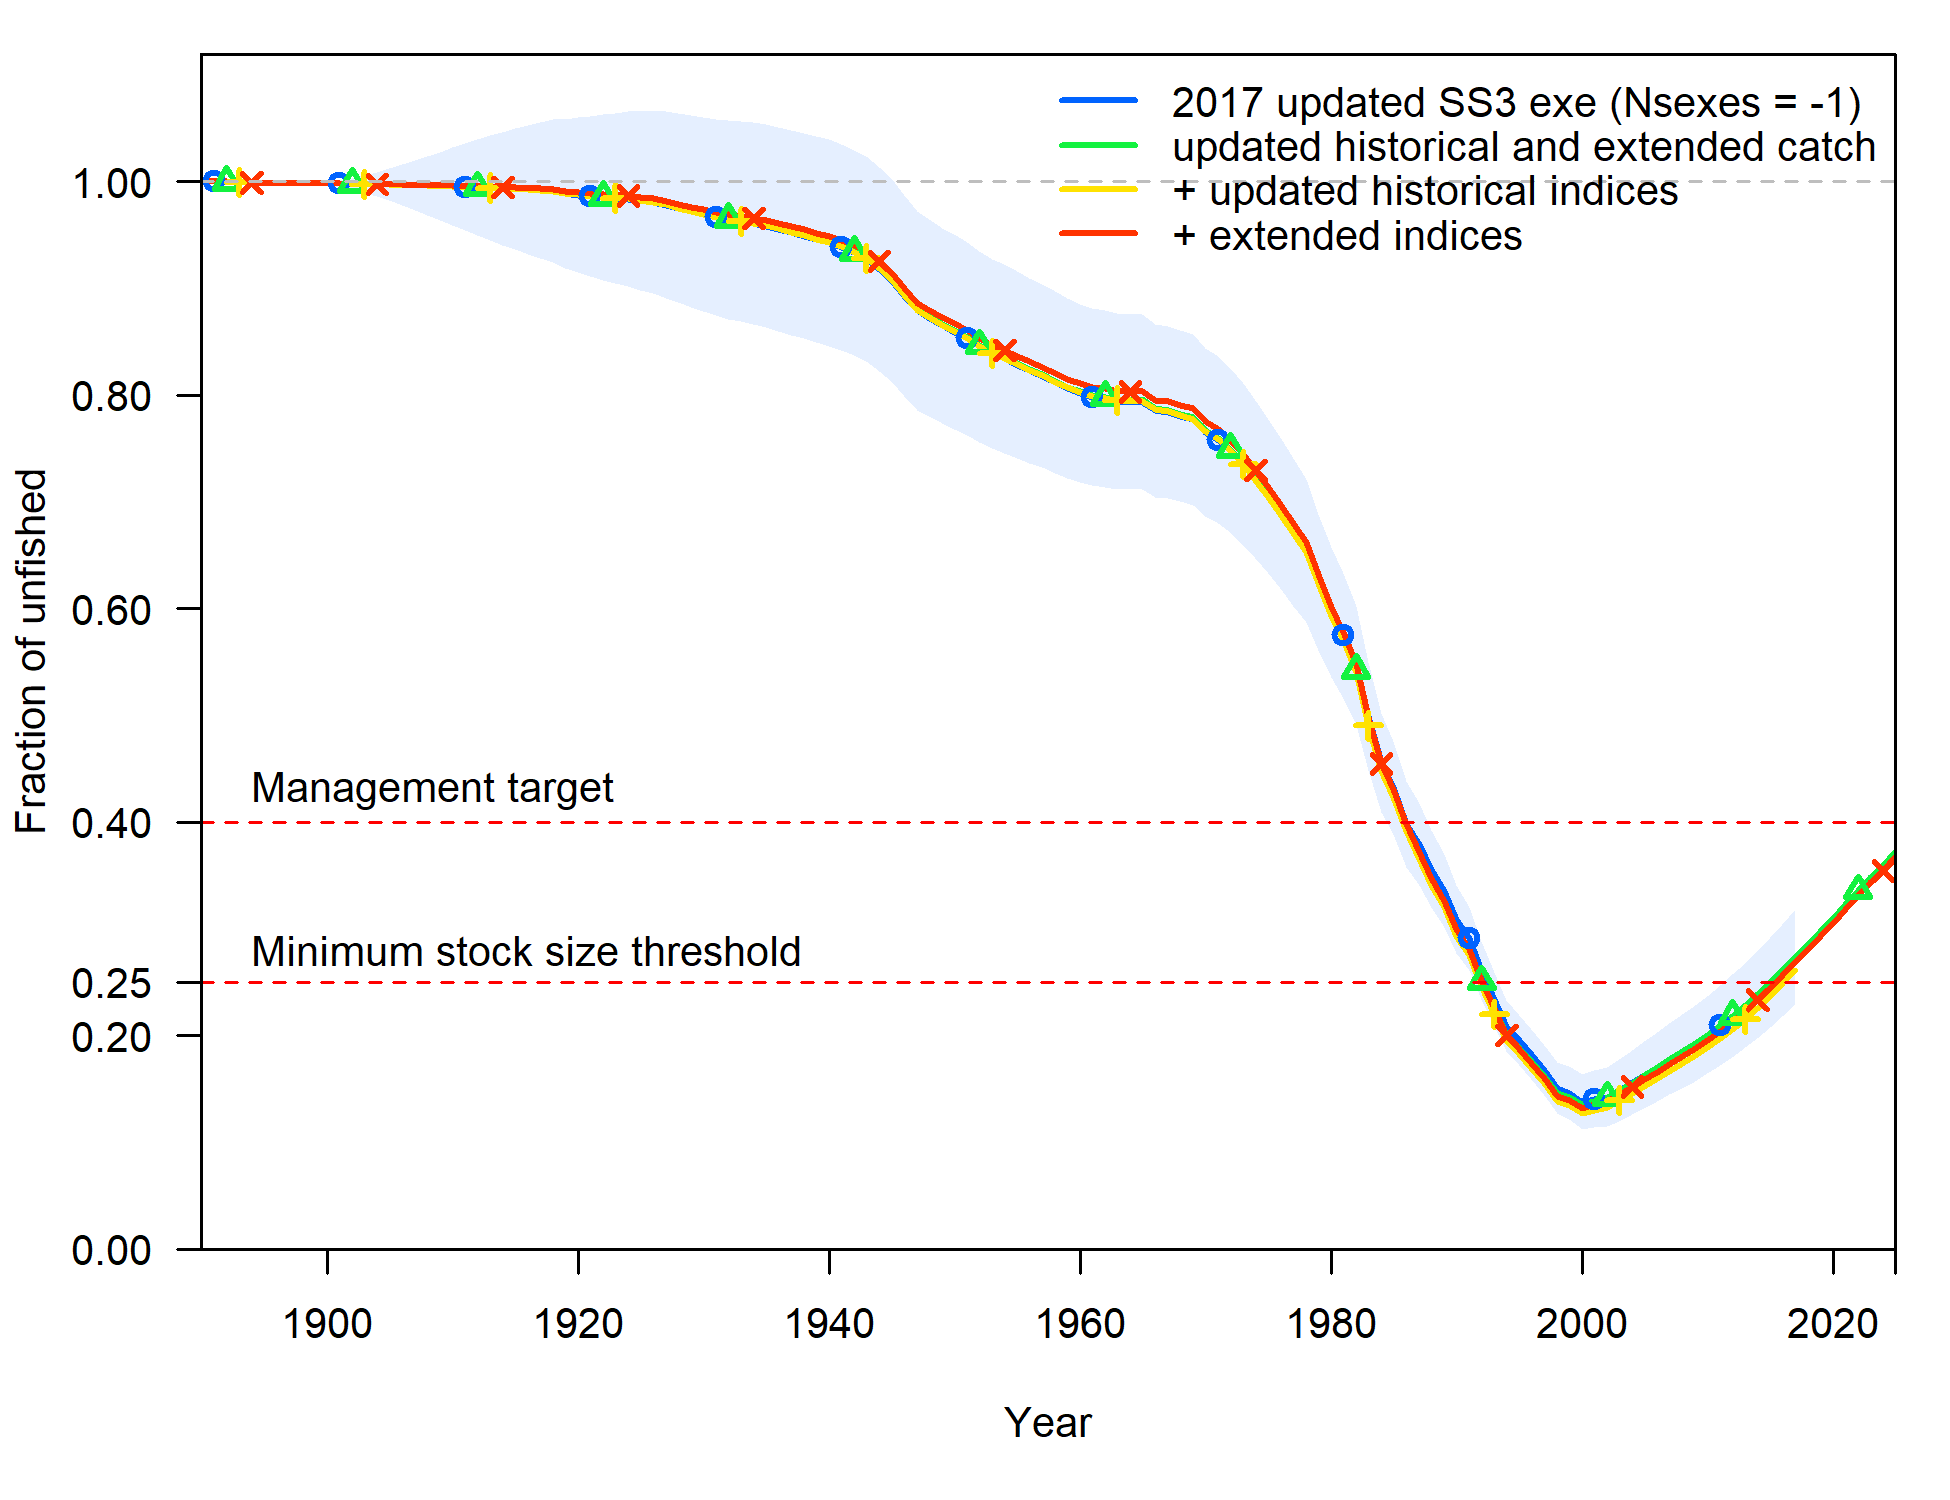 2017 updated SS3 exe (Nsexes = -1)
updated historical and extended catch
+ updated historical indices
+ extended indices
1.00
0.80
0.60
0.40
0.25
0.20
0.00
Fraction of unfished
Management target
Minimum stock size threshold
1900
1920
1940
1960
1980
2000
2020
Year